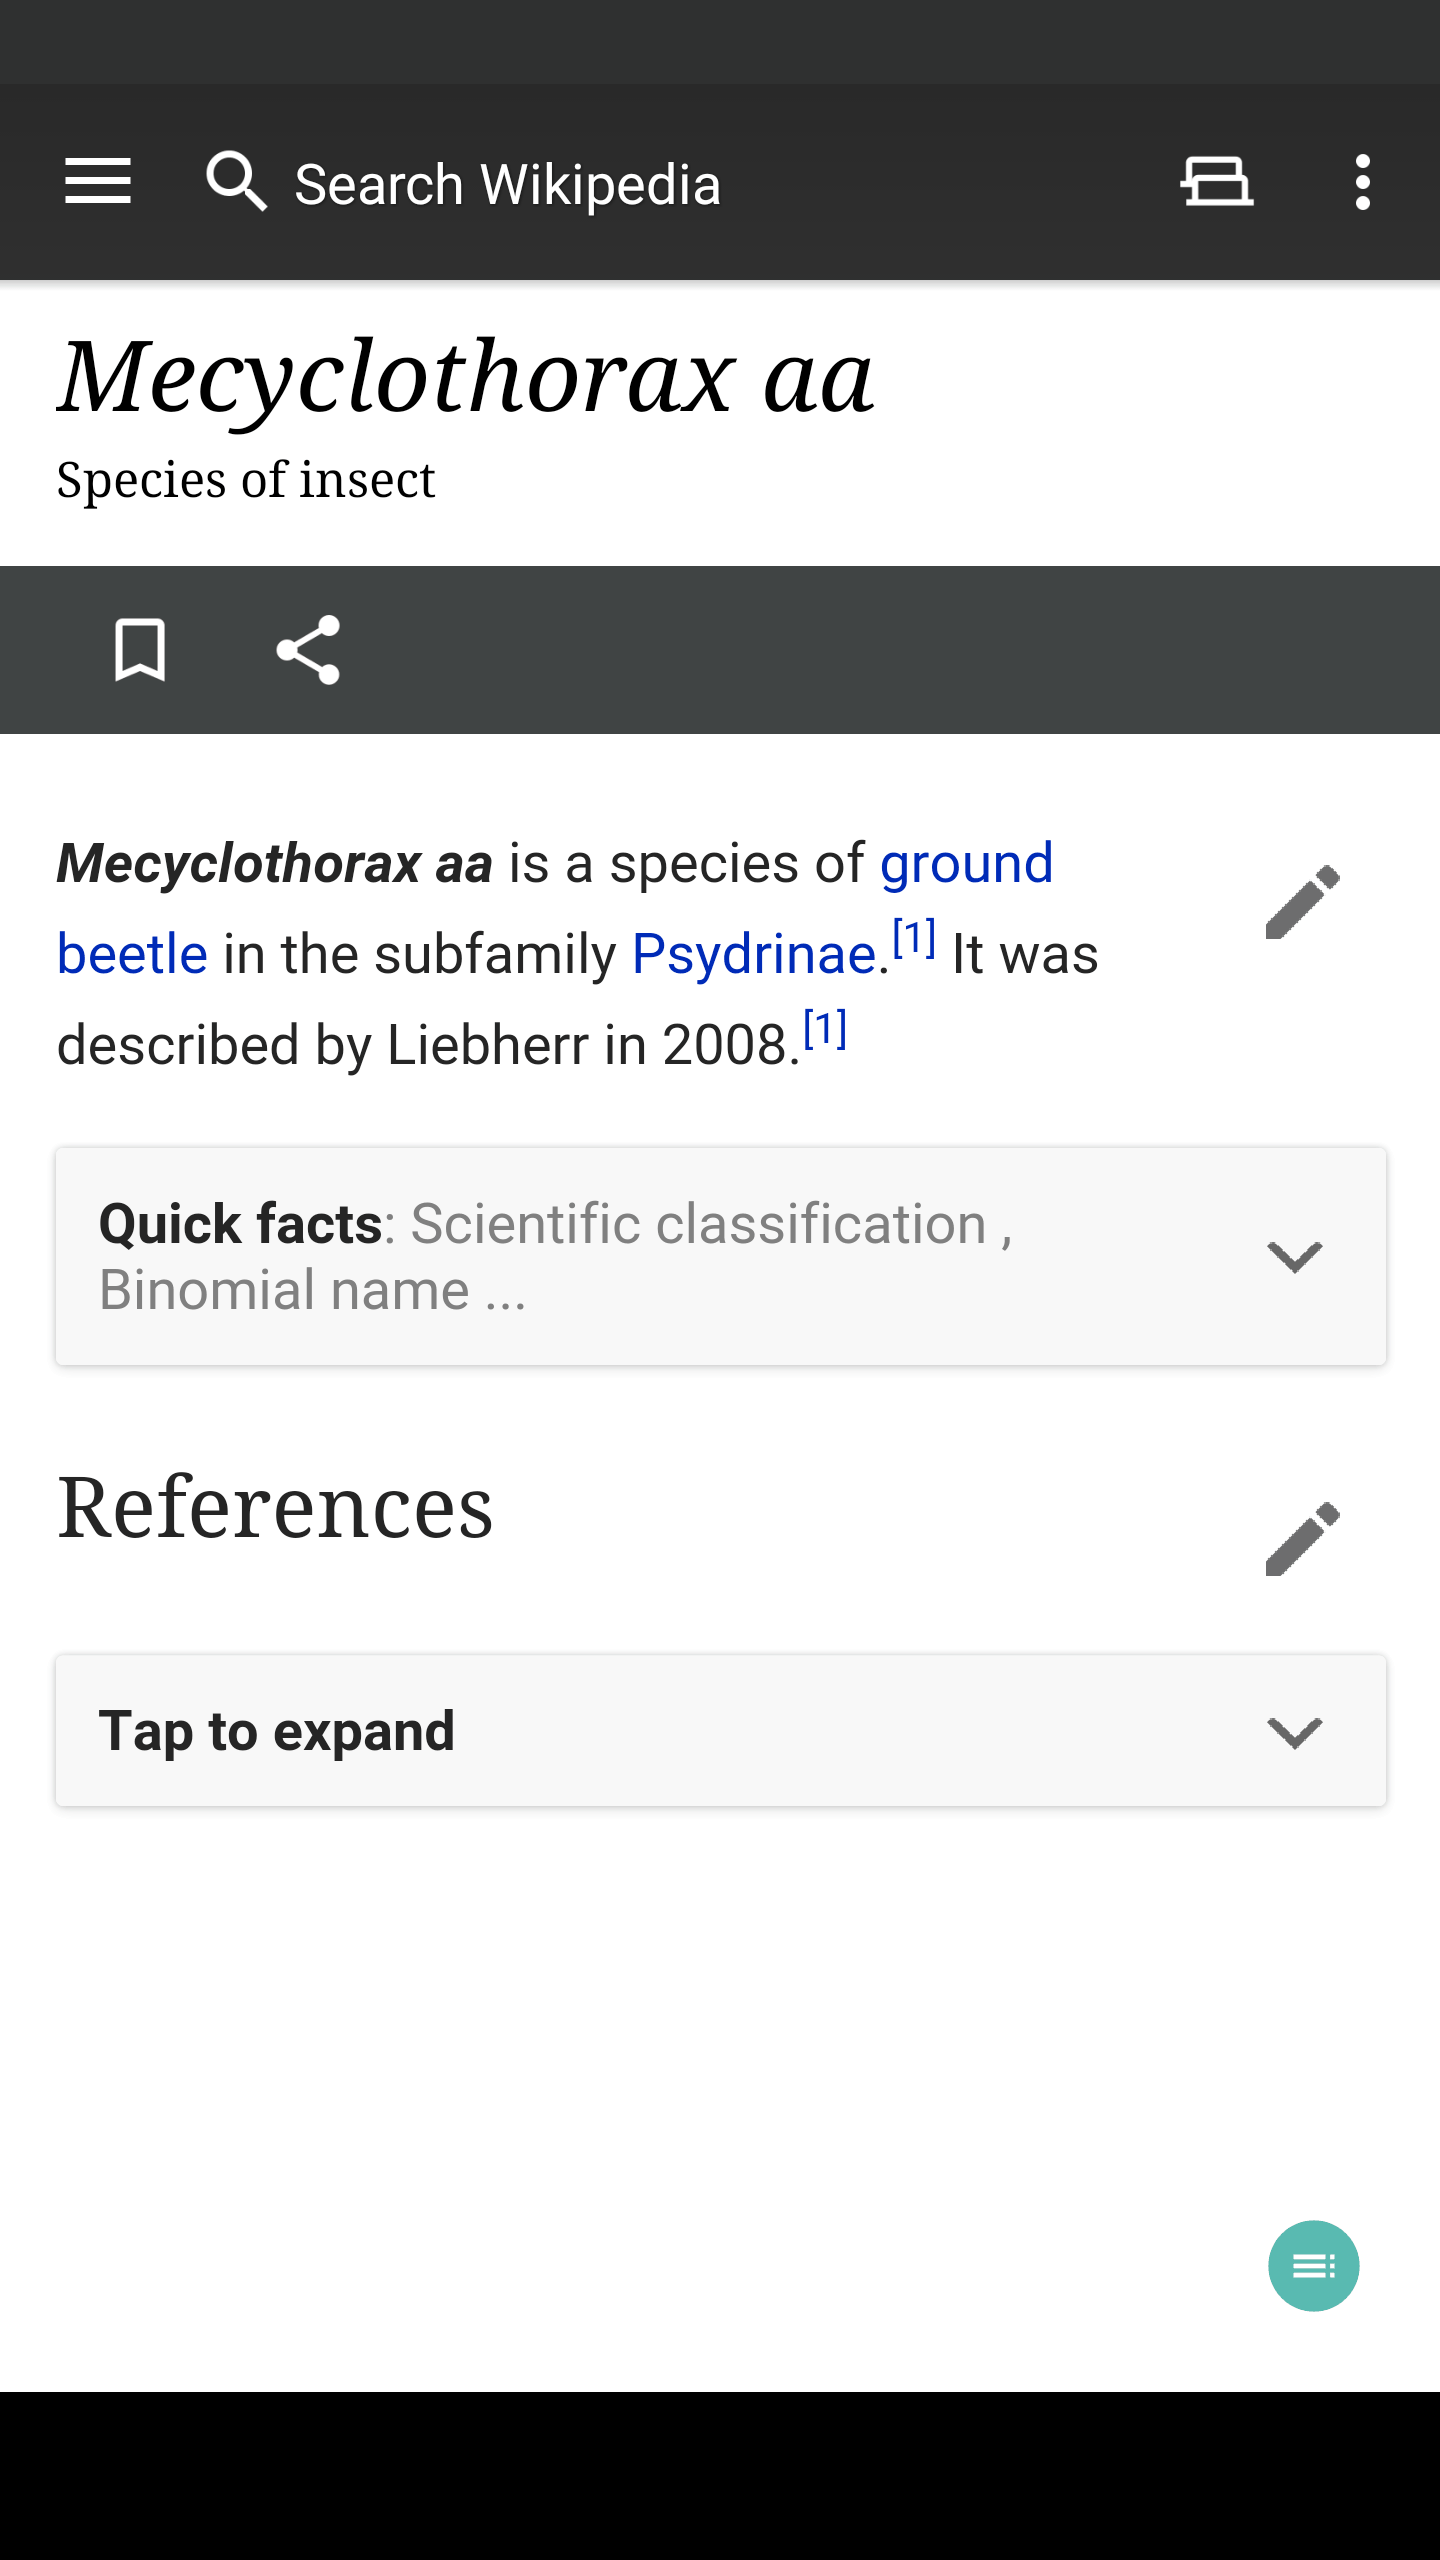 Search Wikipedia
Mecyclothorax aa
Species of insect
Mecyclothorax aa is a species of ground
beetle in the subfamily Psydrinae.[1] It was
described by Liebherr in 2008.[1]
Quick facts: Scientific classification ,
Binomial name ...
References
Tap to expand